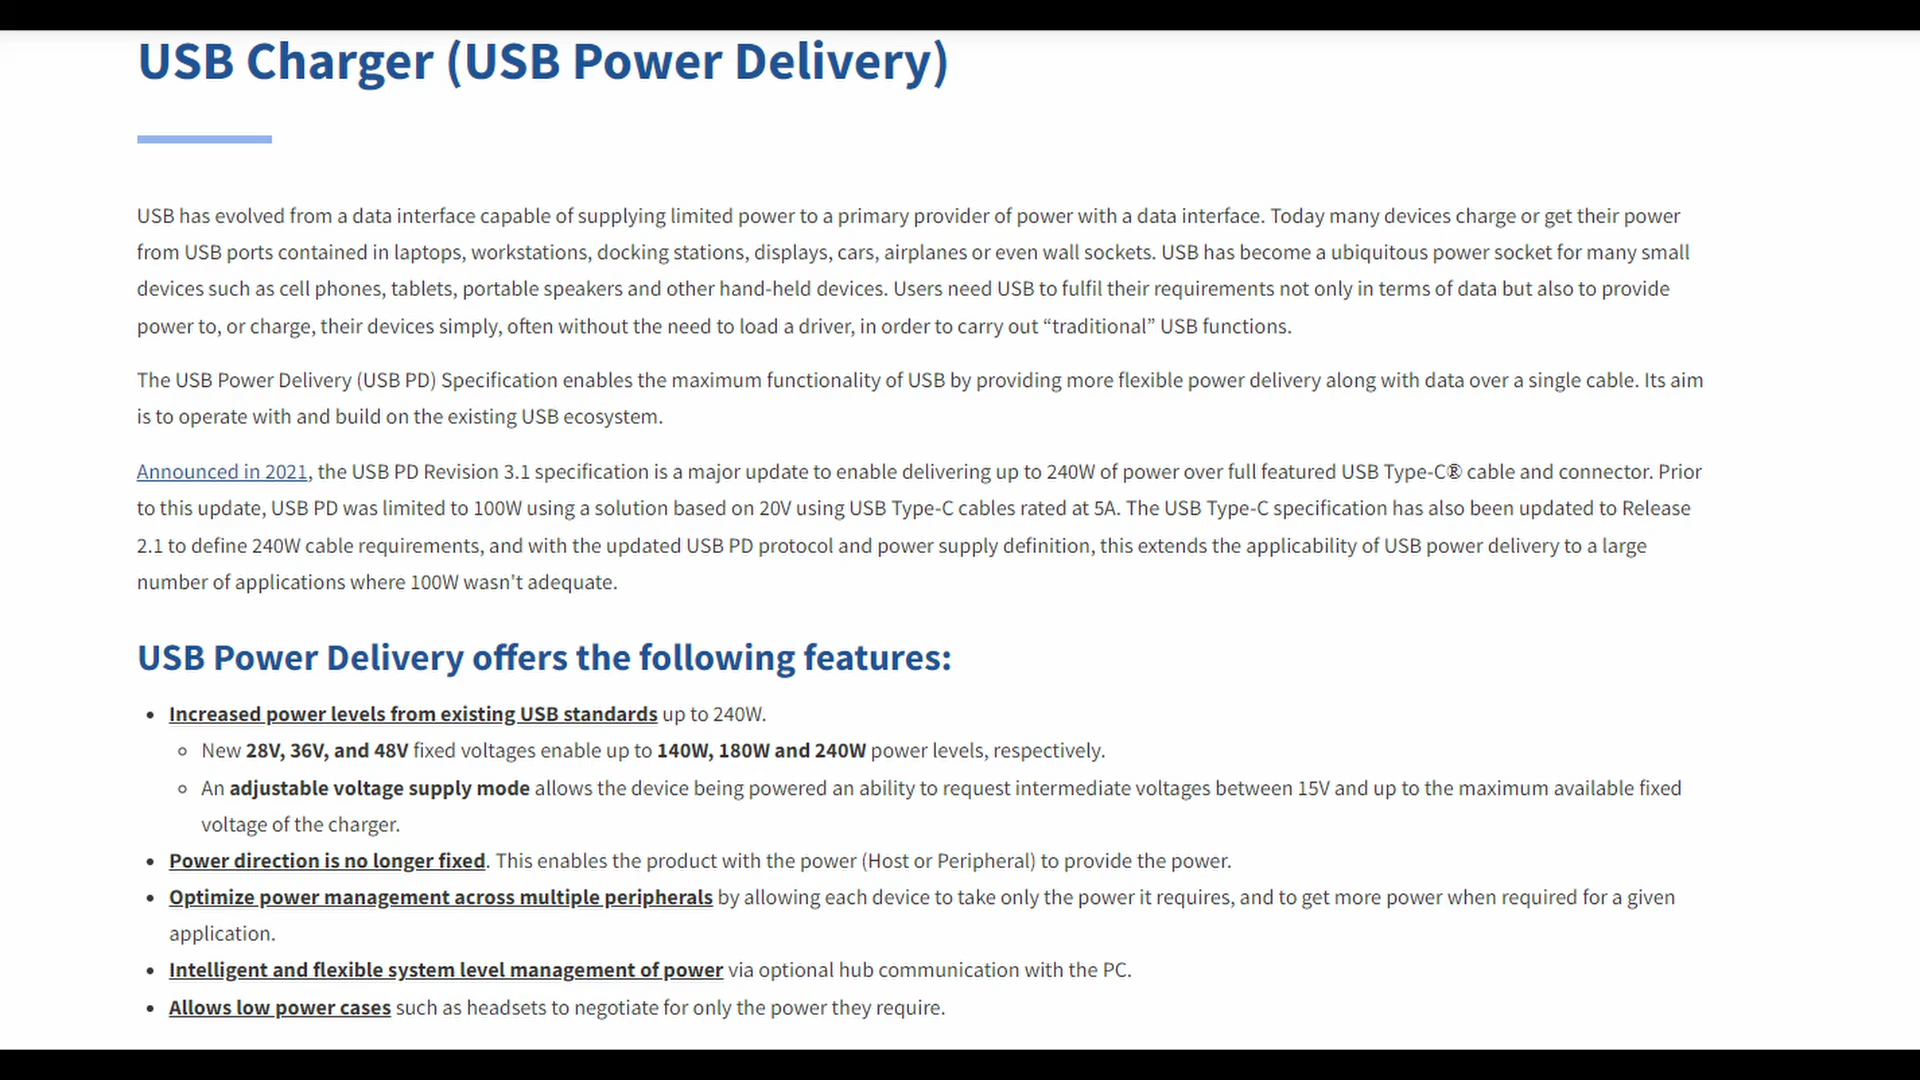 USB Charger (USB Power Delivery)
USB has evolved from a data interface capable of supplying limited power to a primary provider of power with a data interface. Today many devices charge or get their power
from USB ports contained in laptops, workstations, docking stations, displays, cars, airplanes or even wall sockets. USB has become a ubiquitous power socket for many small
devices such as cell phones, tablets, portable speakers and other hand-held devices. Users need USB to fulfil their requirements not only in terms of data but also to provide
power to, or charge, their devices simply, often without the need to load a driver, in order to carry out “traditional” USB functions.
The USB Power Delivery (USB PD) Specification enables the maximum functionality of USB by providing more flexible power delivery along with data over a single cable. Its aim
is to operate with and build on the existing USB ecosystem.
Announced in 2021, the USB PD Revision 3.1 specification is a major update to enable delivering up to 240W of power over full featured USB Type-C® cable and connector. Prior
to this update, USB PD was limited to 100W using a solution based on 20V using USB Type-C cables rated at 5A. The USB Type-C specification has also been updated to Release
2.1 to define 240W cable requirements, and with the updated USB PD protocol and power supply definition, this extends the applicability of USB power delivery to a large
number of applications where 100W wasn't adequate.
USB Power Delivery offers the following features:
• Increased power levels from existing USB standards up to 240W.
◦ New 28V, 36V, and 48V fixed voltages enable up to 140W, 180W and 240W power levels, respectively.
◦ An adjustable voltage supply mode allows the device being powered an ability to request intermediate voltages between 15V and up to the maximum available fixed
voltage of the charger.
• Power direction is no longer fixed. This enables the product with the power (Host or Peripheral) to provide the power.
• Optimize power management across multiple peripherals by allowing each device to take only the power it requires, and to get more power when required for a given
application.
• Intelligent and flexible system level management of power via optional hub communication with the PC.
• Allows low power cases such as headsets to negotiate for only the power they require.